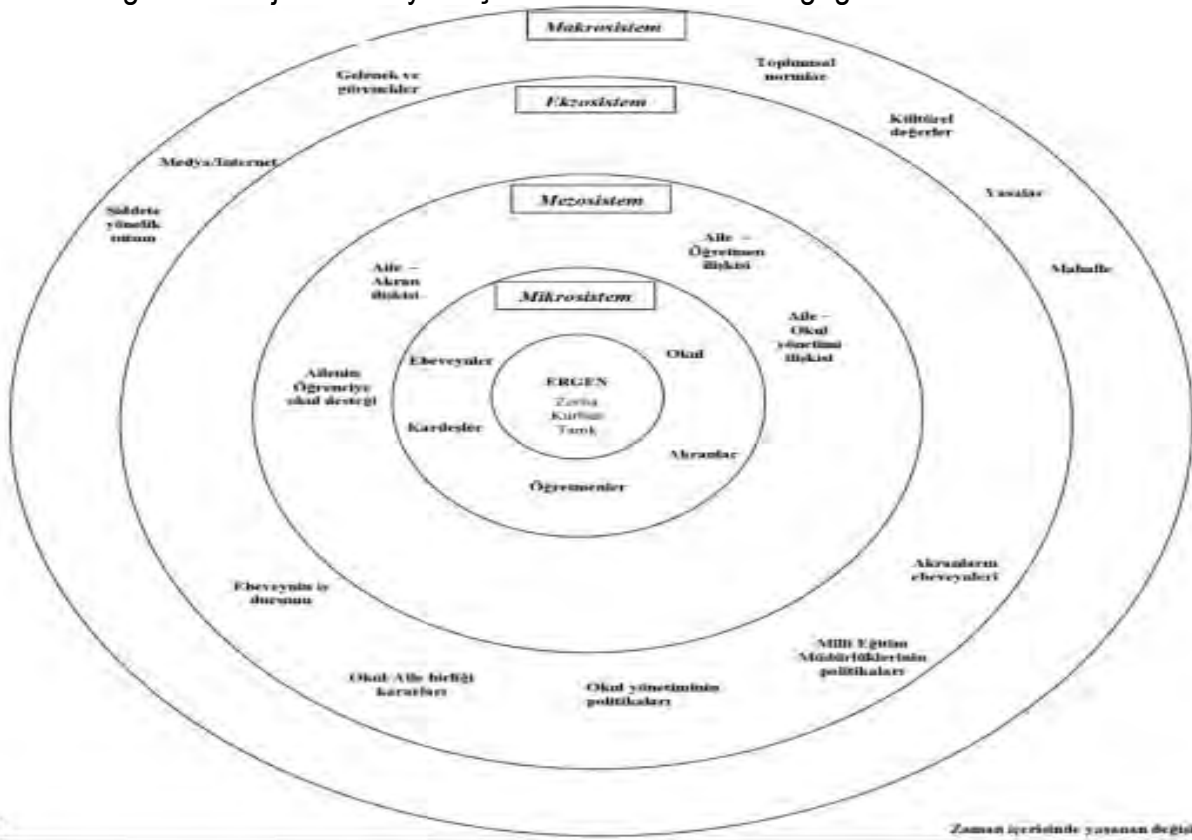 Makrosistem
Toplumsal
normlar
Gelenek ve
görenekler
Ekzosistem
Kültürel
değerler
Medya/Internet
Yasalar
Şiddete
yönelik
tutum
Mezosistem
Mahalle
Aile –
Öğretmen
ilişkisi
Aile –
Akran
ilişkisi
Mikrosistem
Aile –
Okul
yönetimi
ilişkisi
Ebeveynler
Okul
Ailenin
Öğrenciye
okul desteği
ERGEN
Zorba
Kurban
Tanık
Kardeşler
Akranlar
Öğretmenler
Ebeveynin iş
durumu
Akranların
ebeveynleri
Milli Eğitim
Müdürlüklerinin
politikaları
Okul Aile birliği
kararları
Okul yönetiminin
politikaları
Zaman içerisinde yaşanan